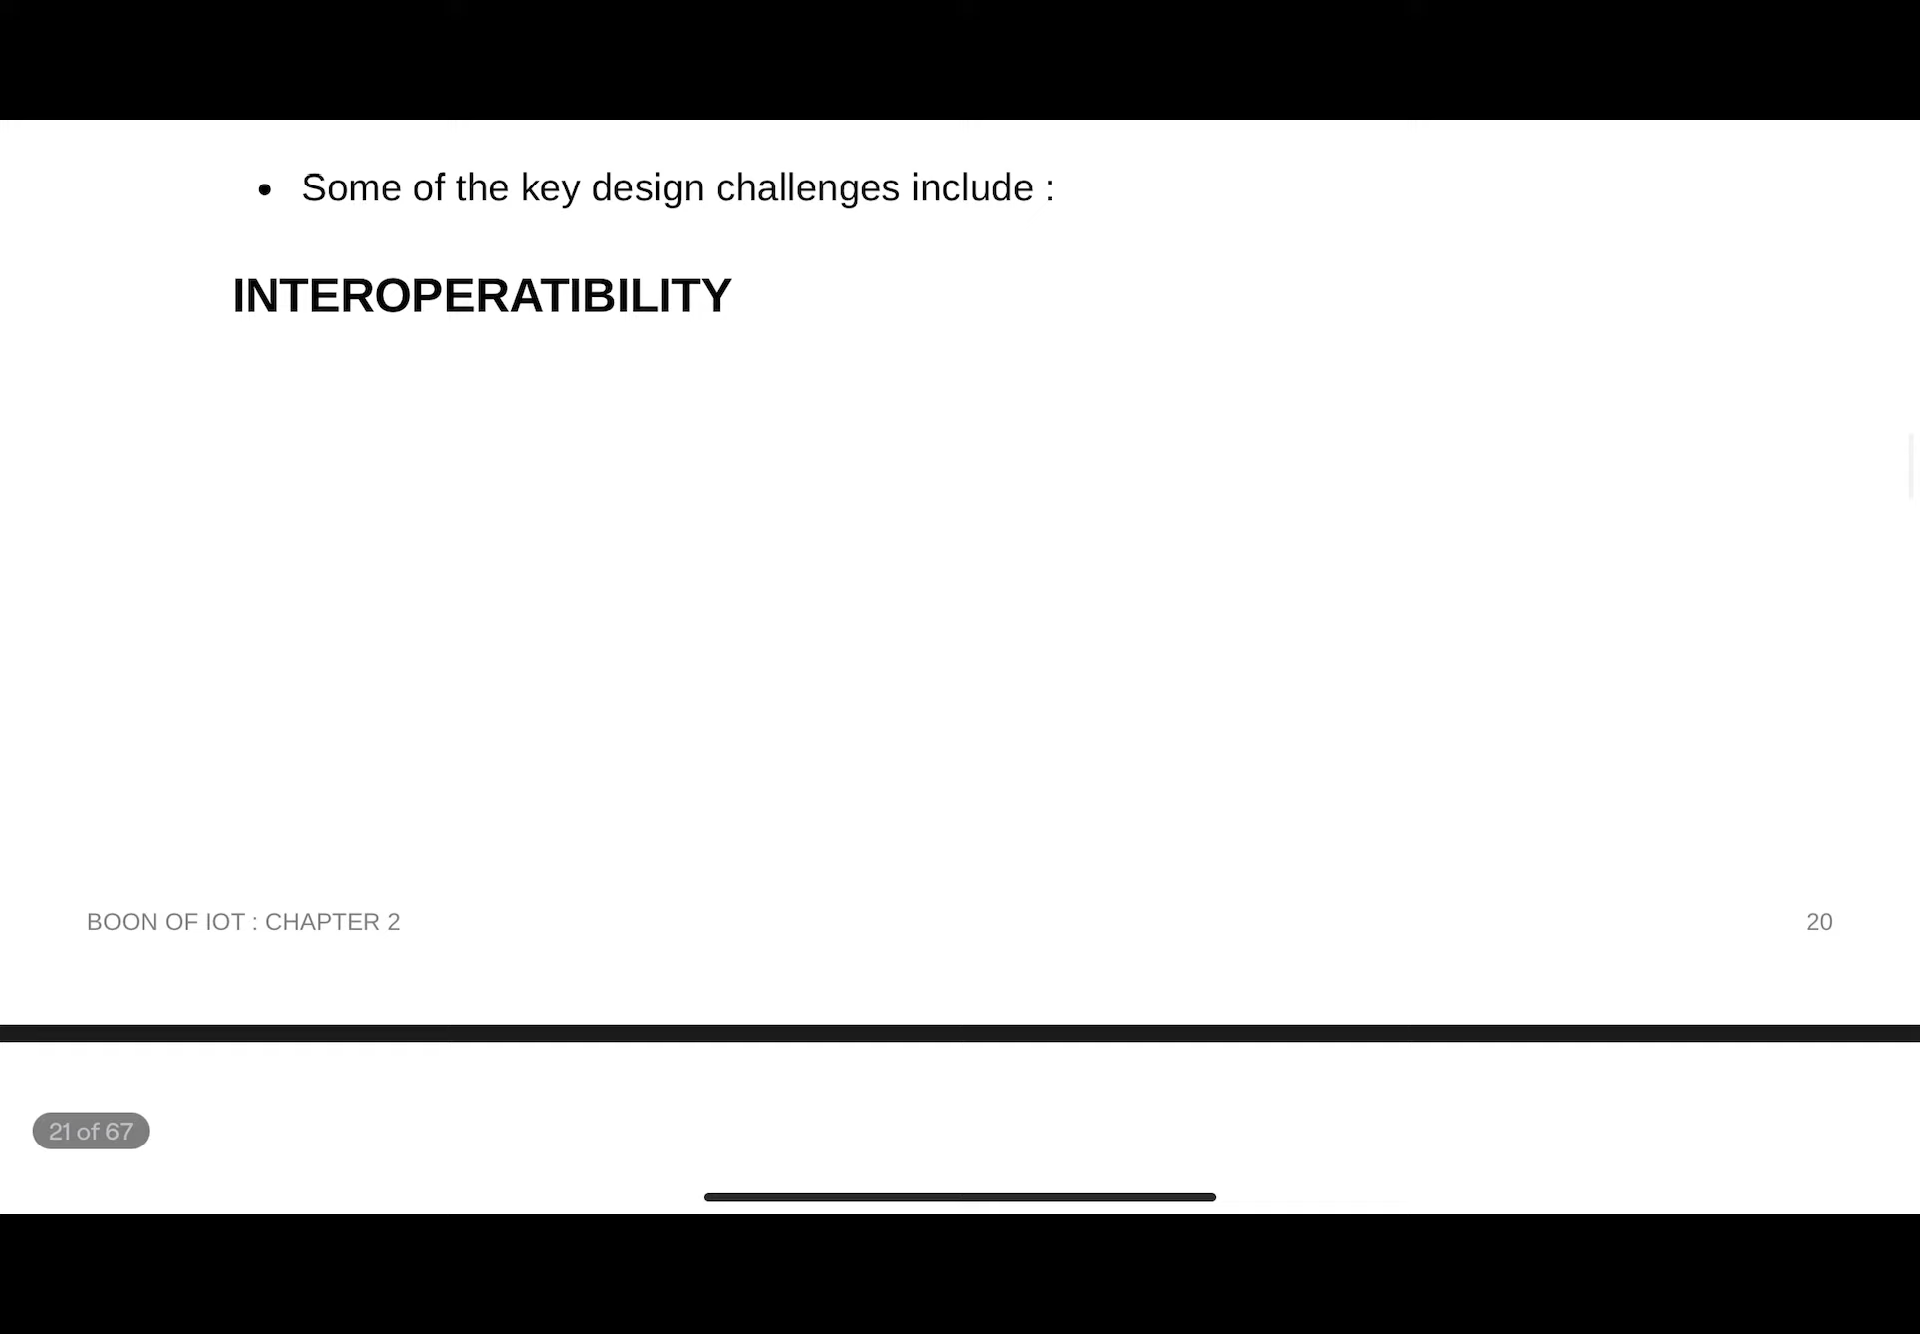 • Some of the key design challenges include :
INTEROPERATIBILITY
BOON OF IOT : CHAPTER 2
20
21 of 67